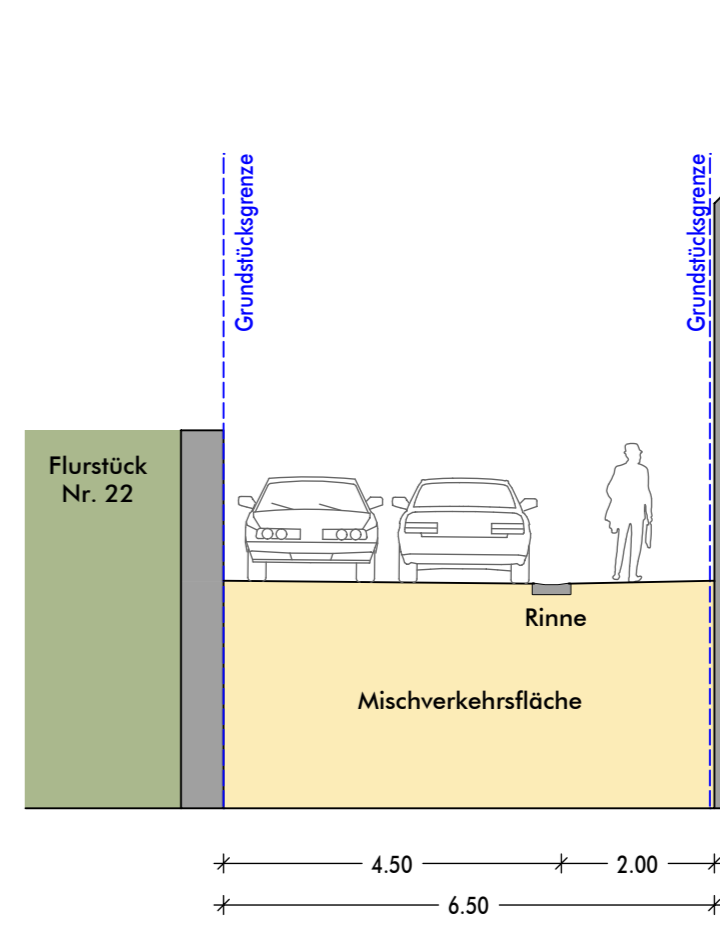 Grundstücksgrenze
Grundstücksgrenze
Flurstück
Nr. 22
Rinne
Mischverkehrsfläche
4.50
2.00
6.50